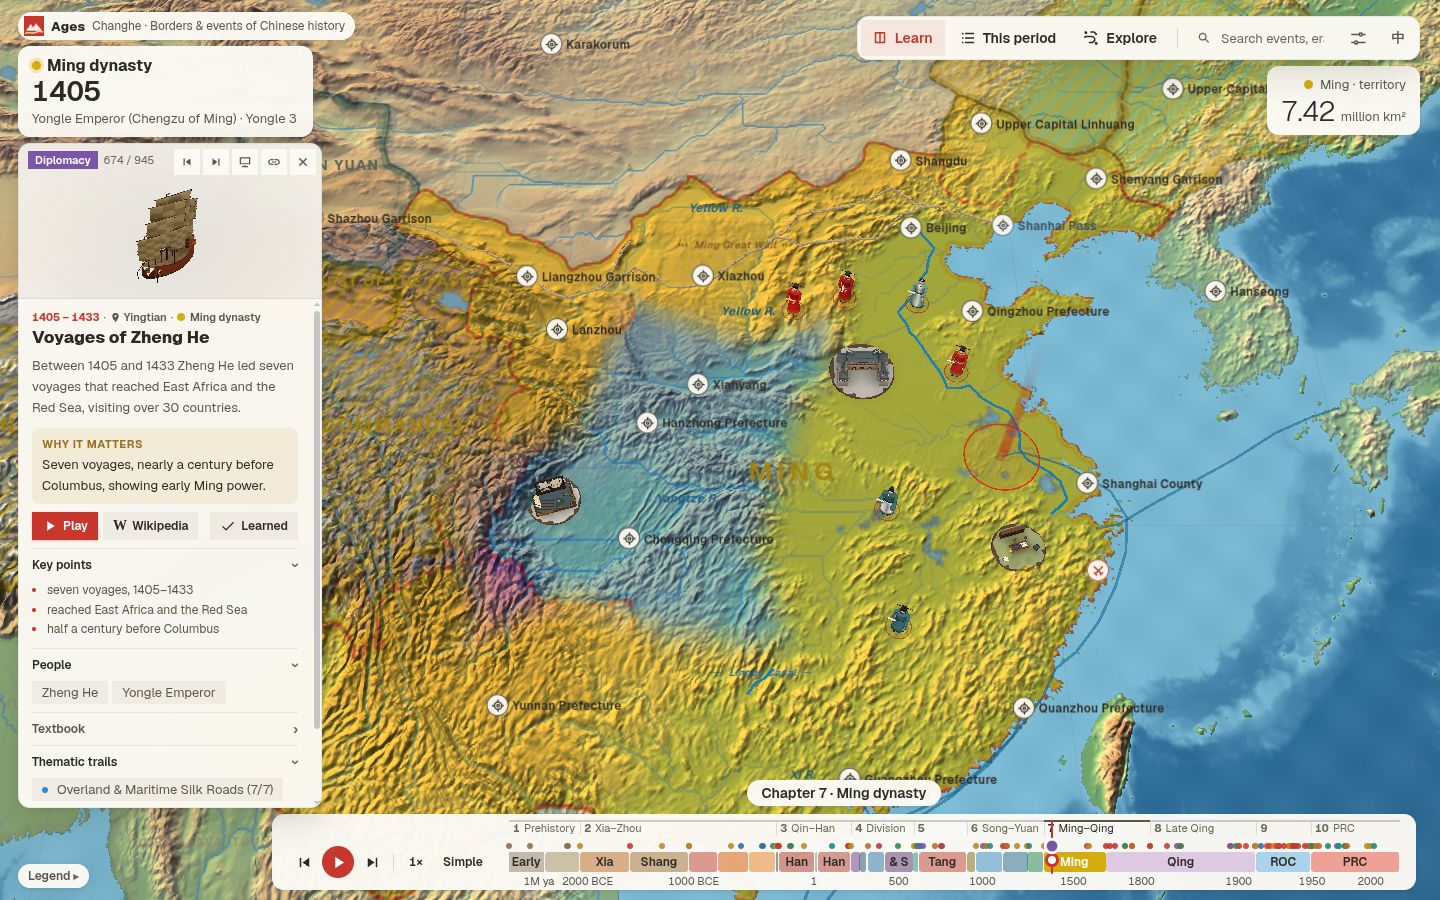 Ages Changhe · Borders & events of Chinese history
Ming dynasty
1405
Yongle Emperor (Chengzu of Ming) · Yongle 3
Learn
This period
Explore
Search events, er
中
Ming · territory
7.42 million km²
Diplomacy 674 / 945
1405 – 1433 · Yingtian · Ming dynasty
Voyages of Zheng He
Between 1405 and 1433 Zheng He led seven
voyages that reached East Africa and the
Red Sea, visiting over 30 countries.
WHY IT MATTERS
Seven voyages, nearly a century before
Columbus, showing early Ming power.
Play
W Wikipedia
Learned
Key points
seven voyages, 1405–1433
reached East Africa and the Red Sea
half a century before Columbus
People
Zheng He
Yongle Emperor
Textbook
Thematic trails
Overland & Maritime Silk Roads (7/7)
Legend ▸
Karakorum
Upper Capital
Upper Capital Linhuang
N YUAN
Shangdu
Shenyang Garrison
Shazhou Garrison
Yellow R.
Beijing
Shanhai Pass
Ming Great Wall
Liangzhou Garrison
Xiazhou
Hanseong
Yellow R.
Qingzhou Prefecture
Lanzhou
Xianyang
Hanzhong Prefecture
MING
Shanghai County
Yangtze R.
Chongqing Prefecture
Lingqu Canal
Yunnan Prefecture
Quanzhou Prefecture
Xi R.
Guangzhou Prefecture
Chapter 7 · Ming dynasty
1× Simple
1 Prehistory
2 Xia–Zhou
3 Qin–Han
4 Division
5
6 Song–Yuan
7 Ming–Qing
8 Late Qing
9
10 PRC
Early
Xia
Shang
Han
Han
& S
Tang
Ming
Qing
ROC
PRC
1M ya
2000 BCE
1000 BCE
1
500
1000
1500
1800
1900
1950
2000